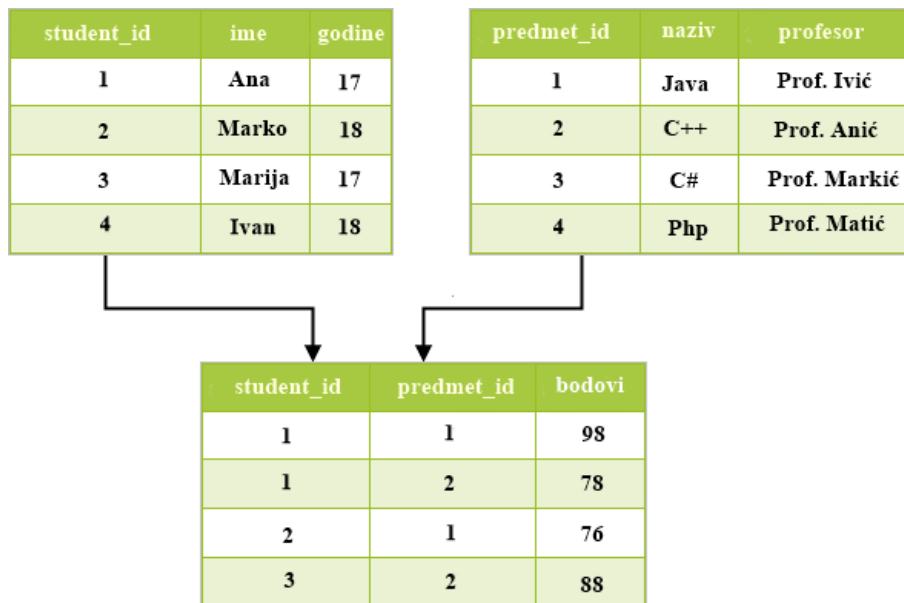 student_id ime godine
1 Ana 17
2 Marko 18
3 Marija 17
4 Ivan 18
predmet_id naziv profesor
1 Java Prof. Ivić
2 C++ Prof. Anić
3 C# Prof. Markić
4 Php Prof. Matić
student_id predmet_id bodovi
1 1 98
1 2 78
2 1 76
3 2 88